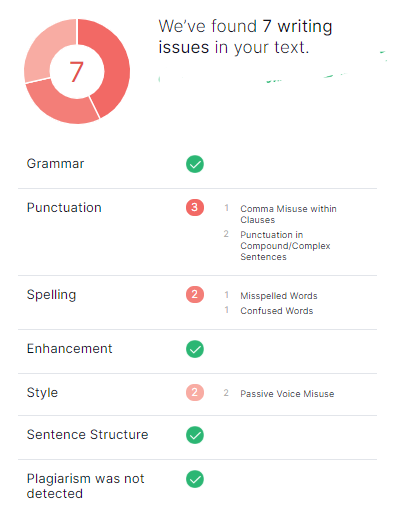 We've found 7 writing
issues in your text.
7
Grammar
Punctuation
3
1 Comma Misuse within
Clauses
2 Punctuation in
Compound/Complex
Sentences
Spelling
2
1 Misspelled Words
1 Confused Words
Enhancement
Style
2
2 Passive Voice Misuse
Sentence Structure
Plagiarism was not
detected